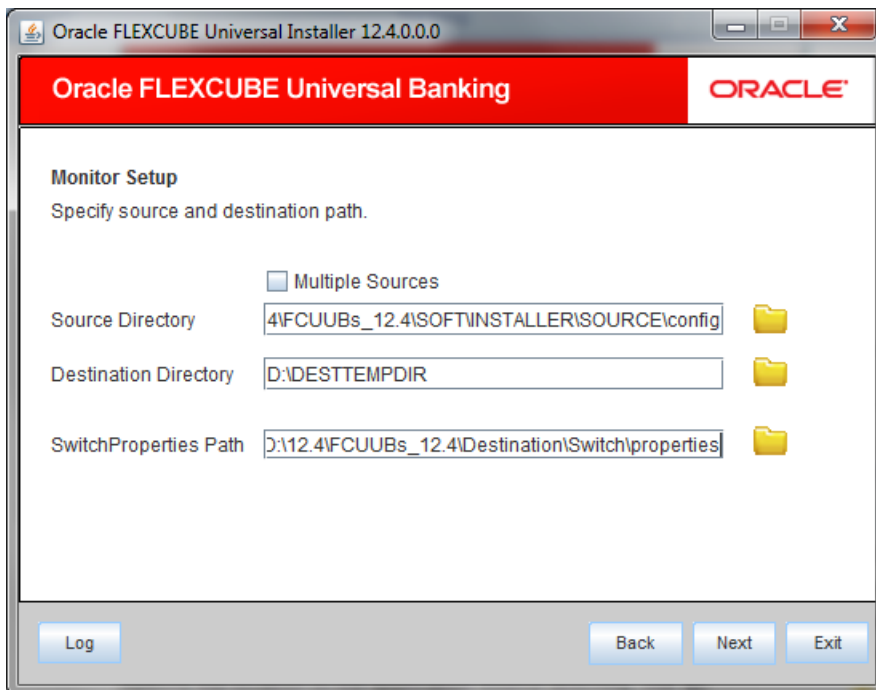 Oracle FLEXCUBE Universal Installer 12.4.0.0.0
Oracle FLEXCUBE Universal Banking
ORACLE
Monitor Setup
Specify source and destination path.
Multiple Sources
Source Directory 4\FCUUBs_12.4\SOFT\INSTALLER\SOURCE\config
Destination Directory D:\DESTTEMPDIR
SwitchProperties Path D:\12.4\FCUUBs_12.4\Destination\Switch\properties
Log Back Next Exit